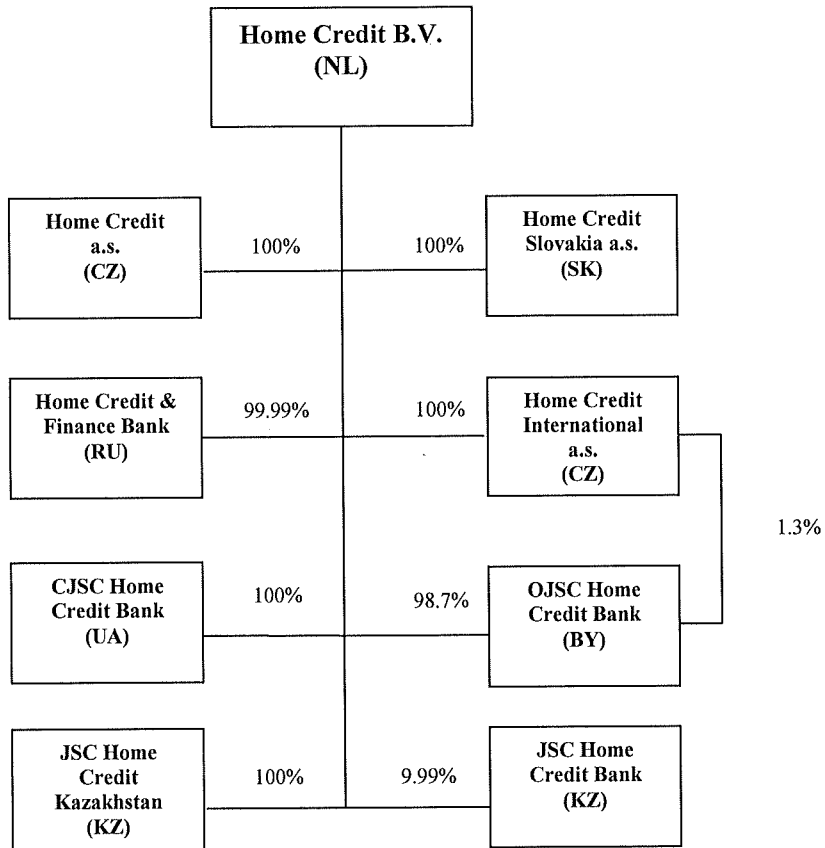 Home Credit B.V.
(NL)
Home Credit
a.s.
(CZ)
100%
100%
Home Credit
Slovakia a.s.
(SK)
Home Credit &
Finance Bank
(RU)
99.99%
100%
Home Credit
International
a.s.
(CZ)
1.3%
CJSC Home
Credit Bank
(UA)
100%
98.7%
OJSC Home
Credit Bank
(BY)
JSC Home
Credit
Kazakhstan
(KZ)
100%
9.99%
JSC Home
Credit Bank
(KZ)